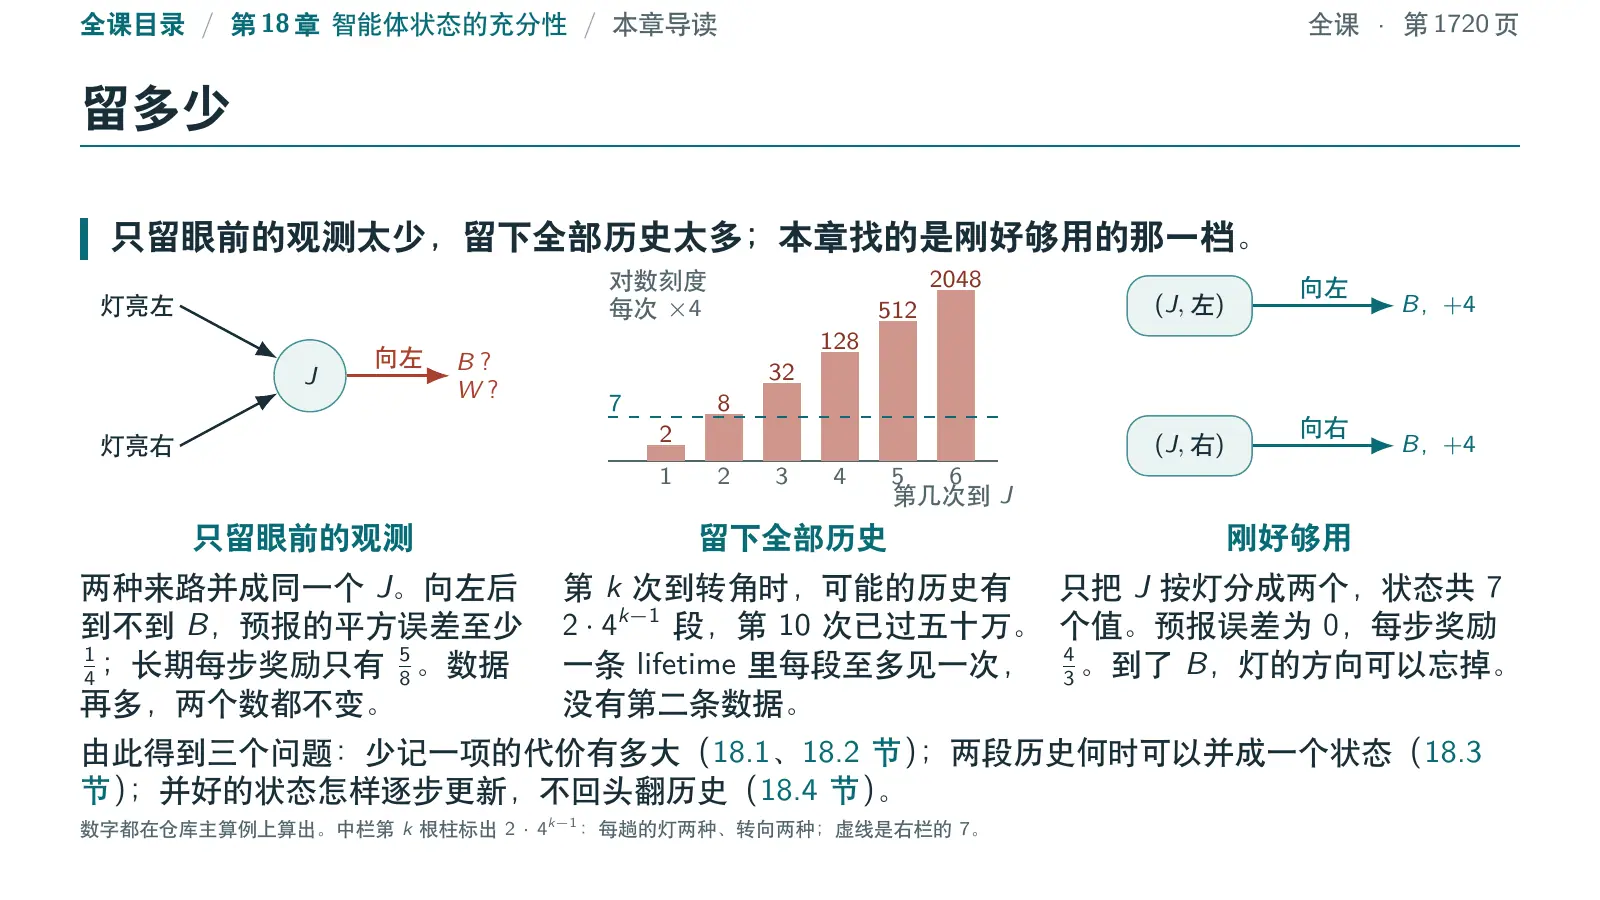 全课目录 / 第 18 章 智能体状态的充分性 / 本章导读
全课 · 第 1720 页
留多少
只留眼前的观测太少，留下全部历史太多；本章找的是刚好够用的那一档。
灯亮左
灯亮右
J
向左
B？
W？
对数刻度
每次 ×4
7
2
8
32
128
512
2048
1 2 3 4 5 6
第几次到 J
(J, 左)
向左
B，+4
(J, 右)
向右
B，+4
只留眼前的观测
两种来路并成同一个 J。向左后
到不到 B，预报的平方误差至少
1/4；长期每步奖励只有 5/8。数据
再多，两个数都不变。
留下全部历史
第 k 次到转角时，可能的历史有
2 · 4^{k−1} 段，第 10 次已过五十万。
一条 lifetime 里每段至多见一次，
没有第二条数据。
刚好够用
只把 J 按灯分成两个，状态共 7
个值。预报误差为 0，每步奖励
4/3。到了 B，灯的方向可以忘掉。
由此得到三个问题：少记一项的代价有多大（18.1、18.2 节）；两段历史何时可以并成一个状态（18.3
节）；并好的状态怎样逐步更新，不回头翻历史（18.4 节）。
数字都在仓库主算例上算出。中栏第 k 根柱标出 2 · 4^{k−1}：每趟的灯两种、转向两种；虚线是右栏的 7。